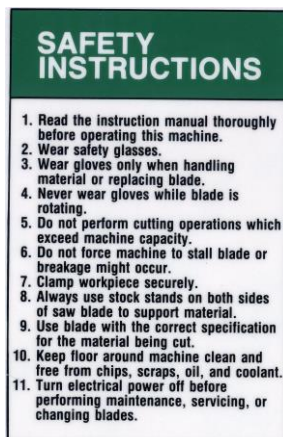 SAFETY
INSTRUCTIONS
1. Read the instruction manual thoroughly
before operating this machine.
2. Wear safety glasses.
3. Wear gloves only when handling
material or replacing blade.
4. Never wear gloves while blade is
rotating.
5. Do not perform cutting operations which
exceed machine capacity.
6. Do not force machine to stall blade or
breakage might occur.
7. Clamp workpiece securely.
8. Always use stock stands on both sides
of saw blade to support material.
9. Use blade with the correct specification
for the material being cut.
10. Keep floor around machine clean and
free from chips, scraps, oil, and coolant.
11. Turn electrical power off before
performing maintenance, servicing, or
changing blades.